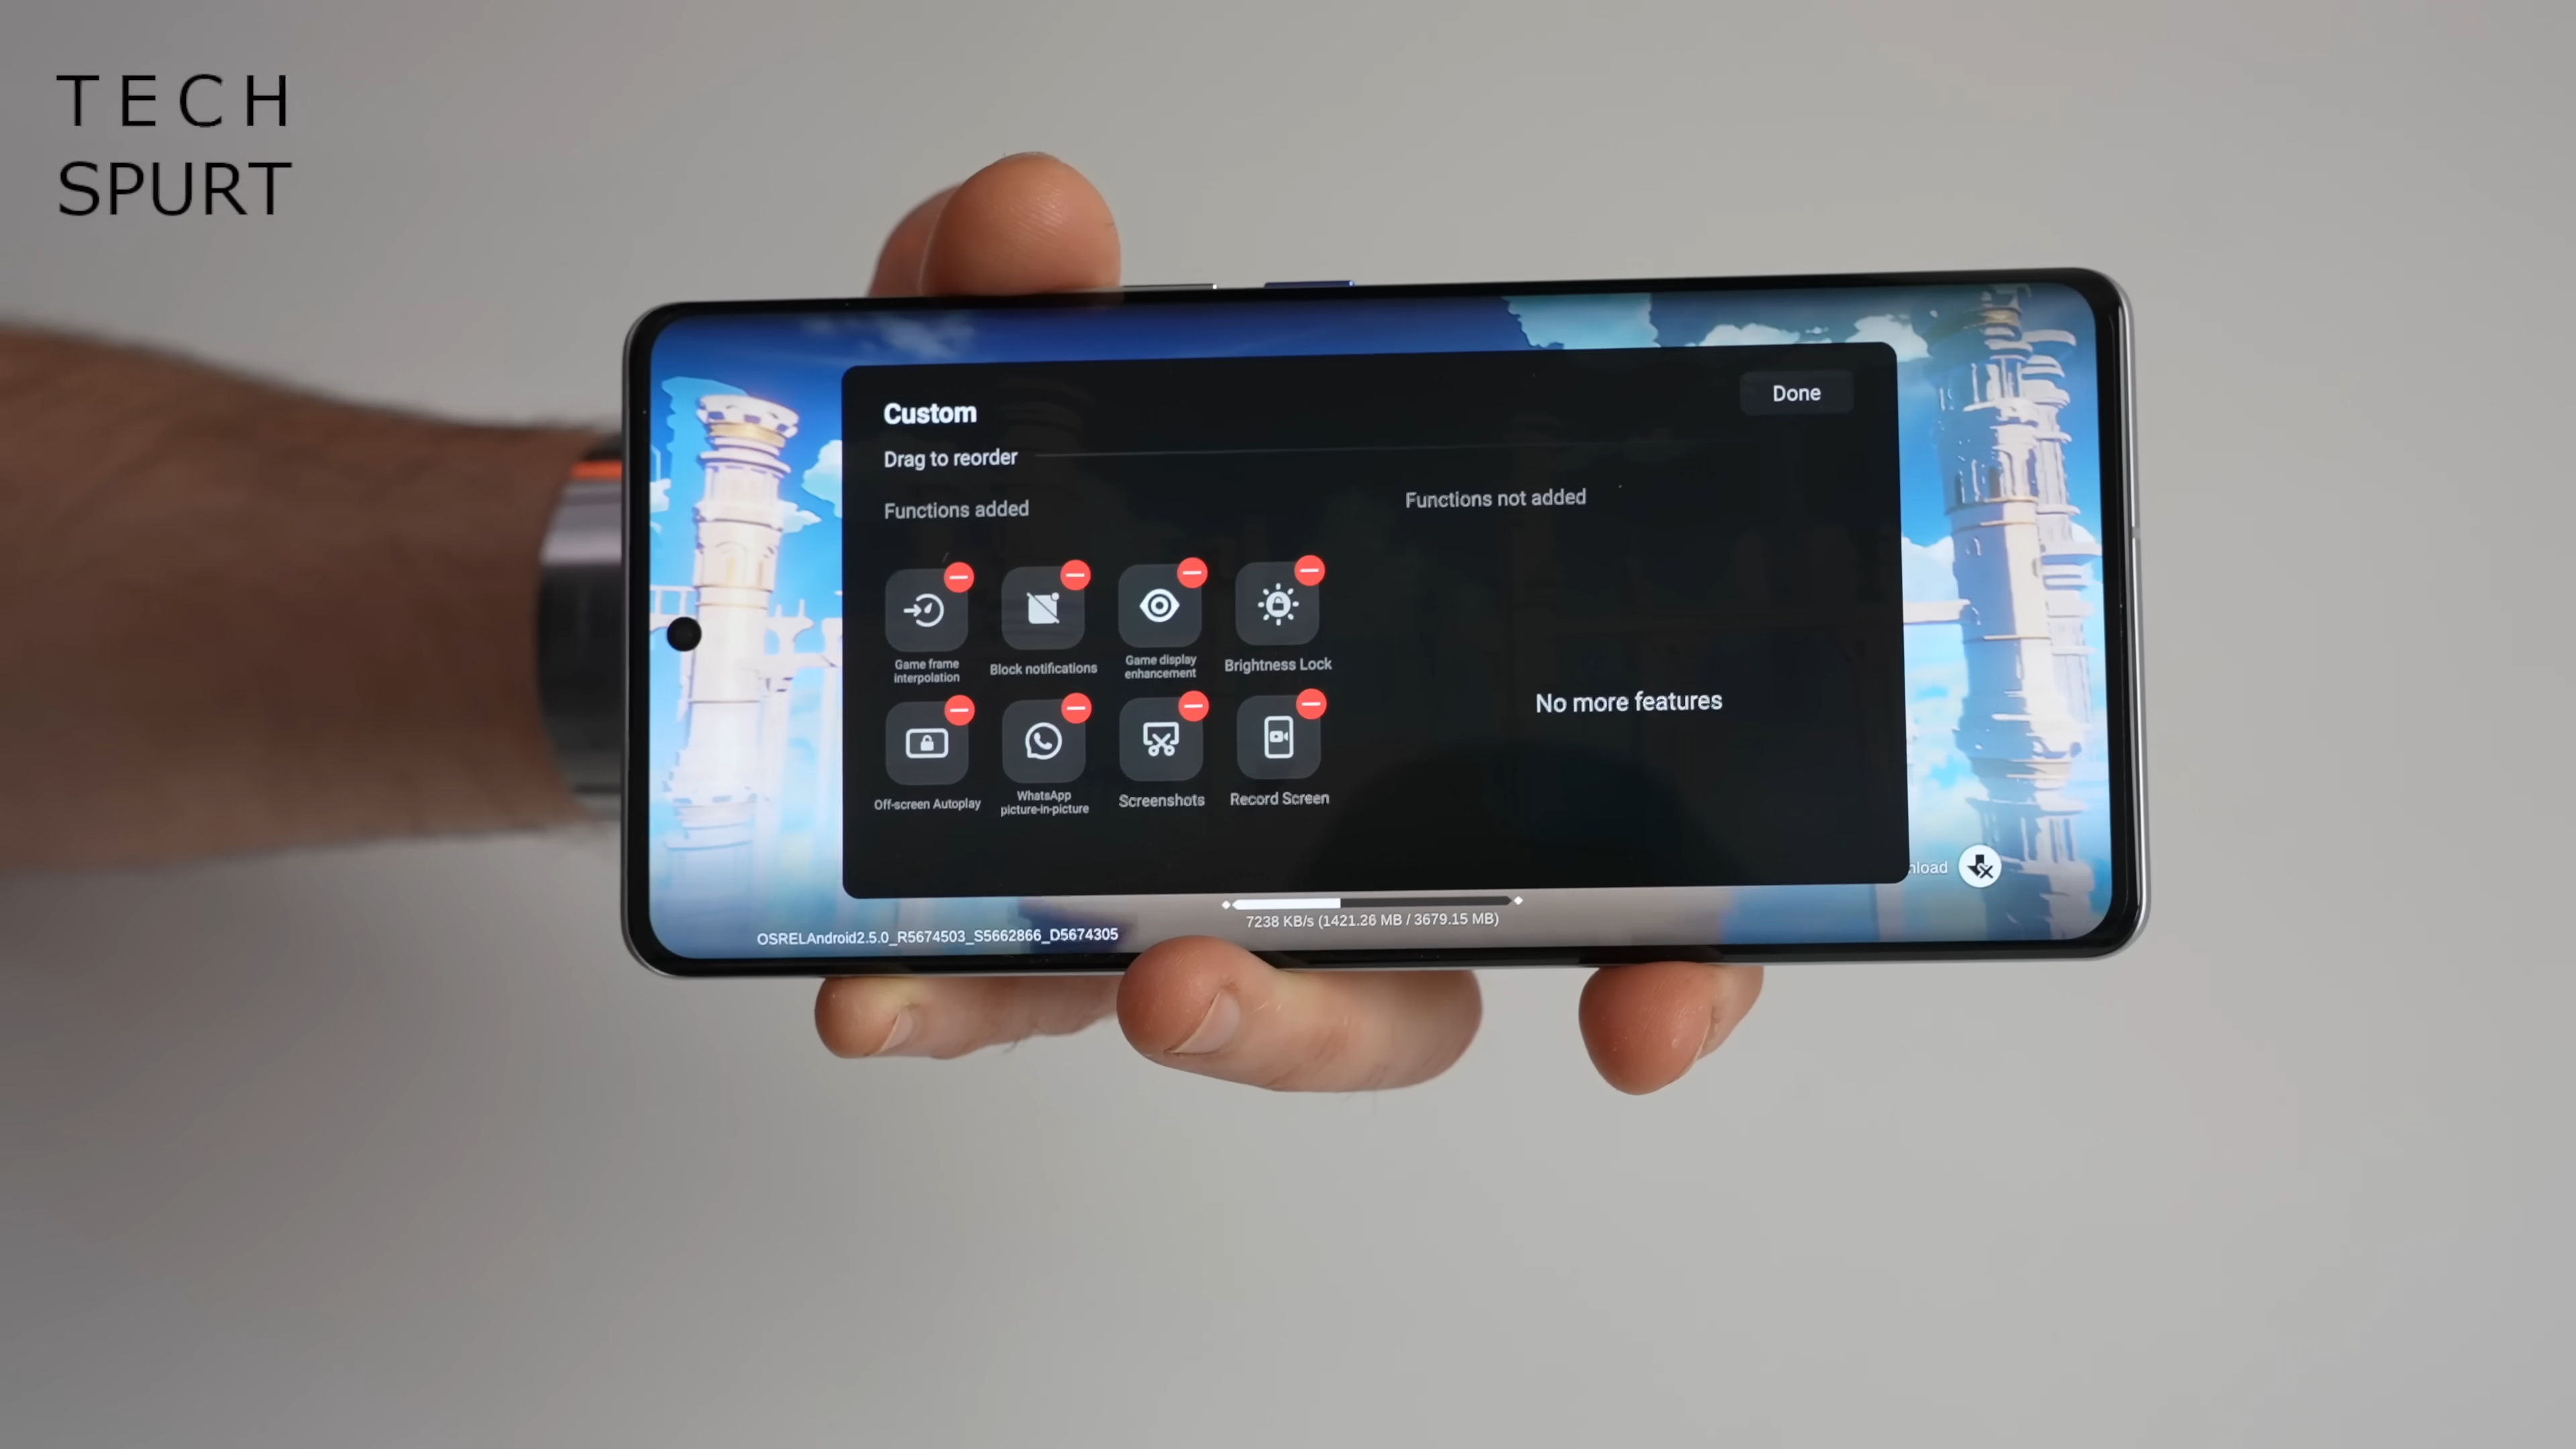 TECH
SPURT
Custom
Done
Drag to reorder
Functions added
Functions not added
Game frame
interpolation
Block notifications
Game display
enhancement
Brightness Lock
No more features
Off-screen Autoplay
WhatsApp
picture-in-picture
Screenshots
Record Screen
nload
7238 KB/s (1421.26 MB / 3679.15 MB)
OSRELAndroid2.5.0_R5674503_S5662866_D5674305